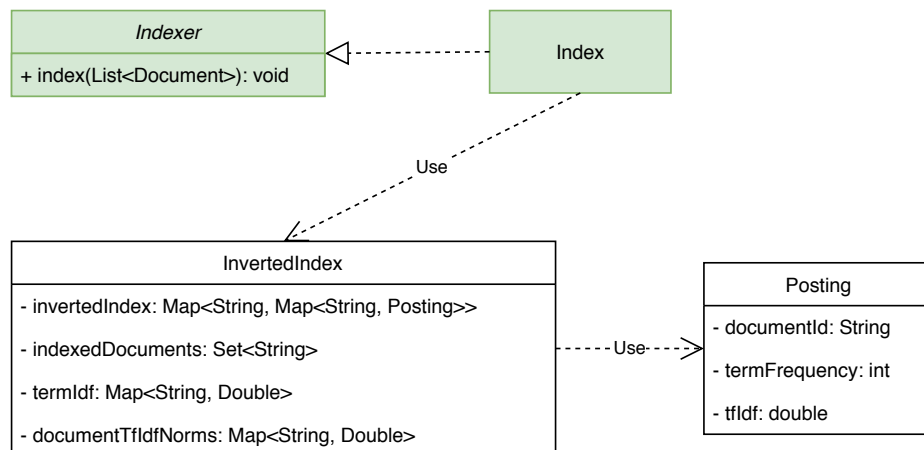 Indexer
+ index(List<Document>): void
Index
Use
InvertedIndex
- invertedIndex: Map<String, Map<String, Posting>>
- indexedDocuments: Set<String>
- termIdf: Map<String, Double>
- documentTfIdfNorms: Map<String, Double>
Use
Posting
- documentId: String
- termFrequency: int
- tfIdf: double